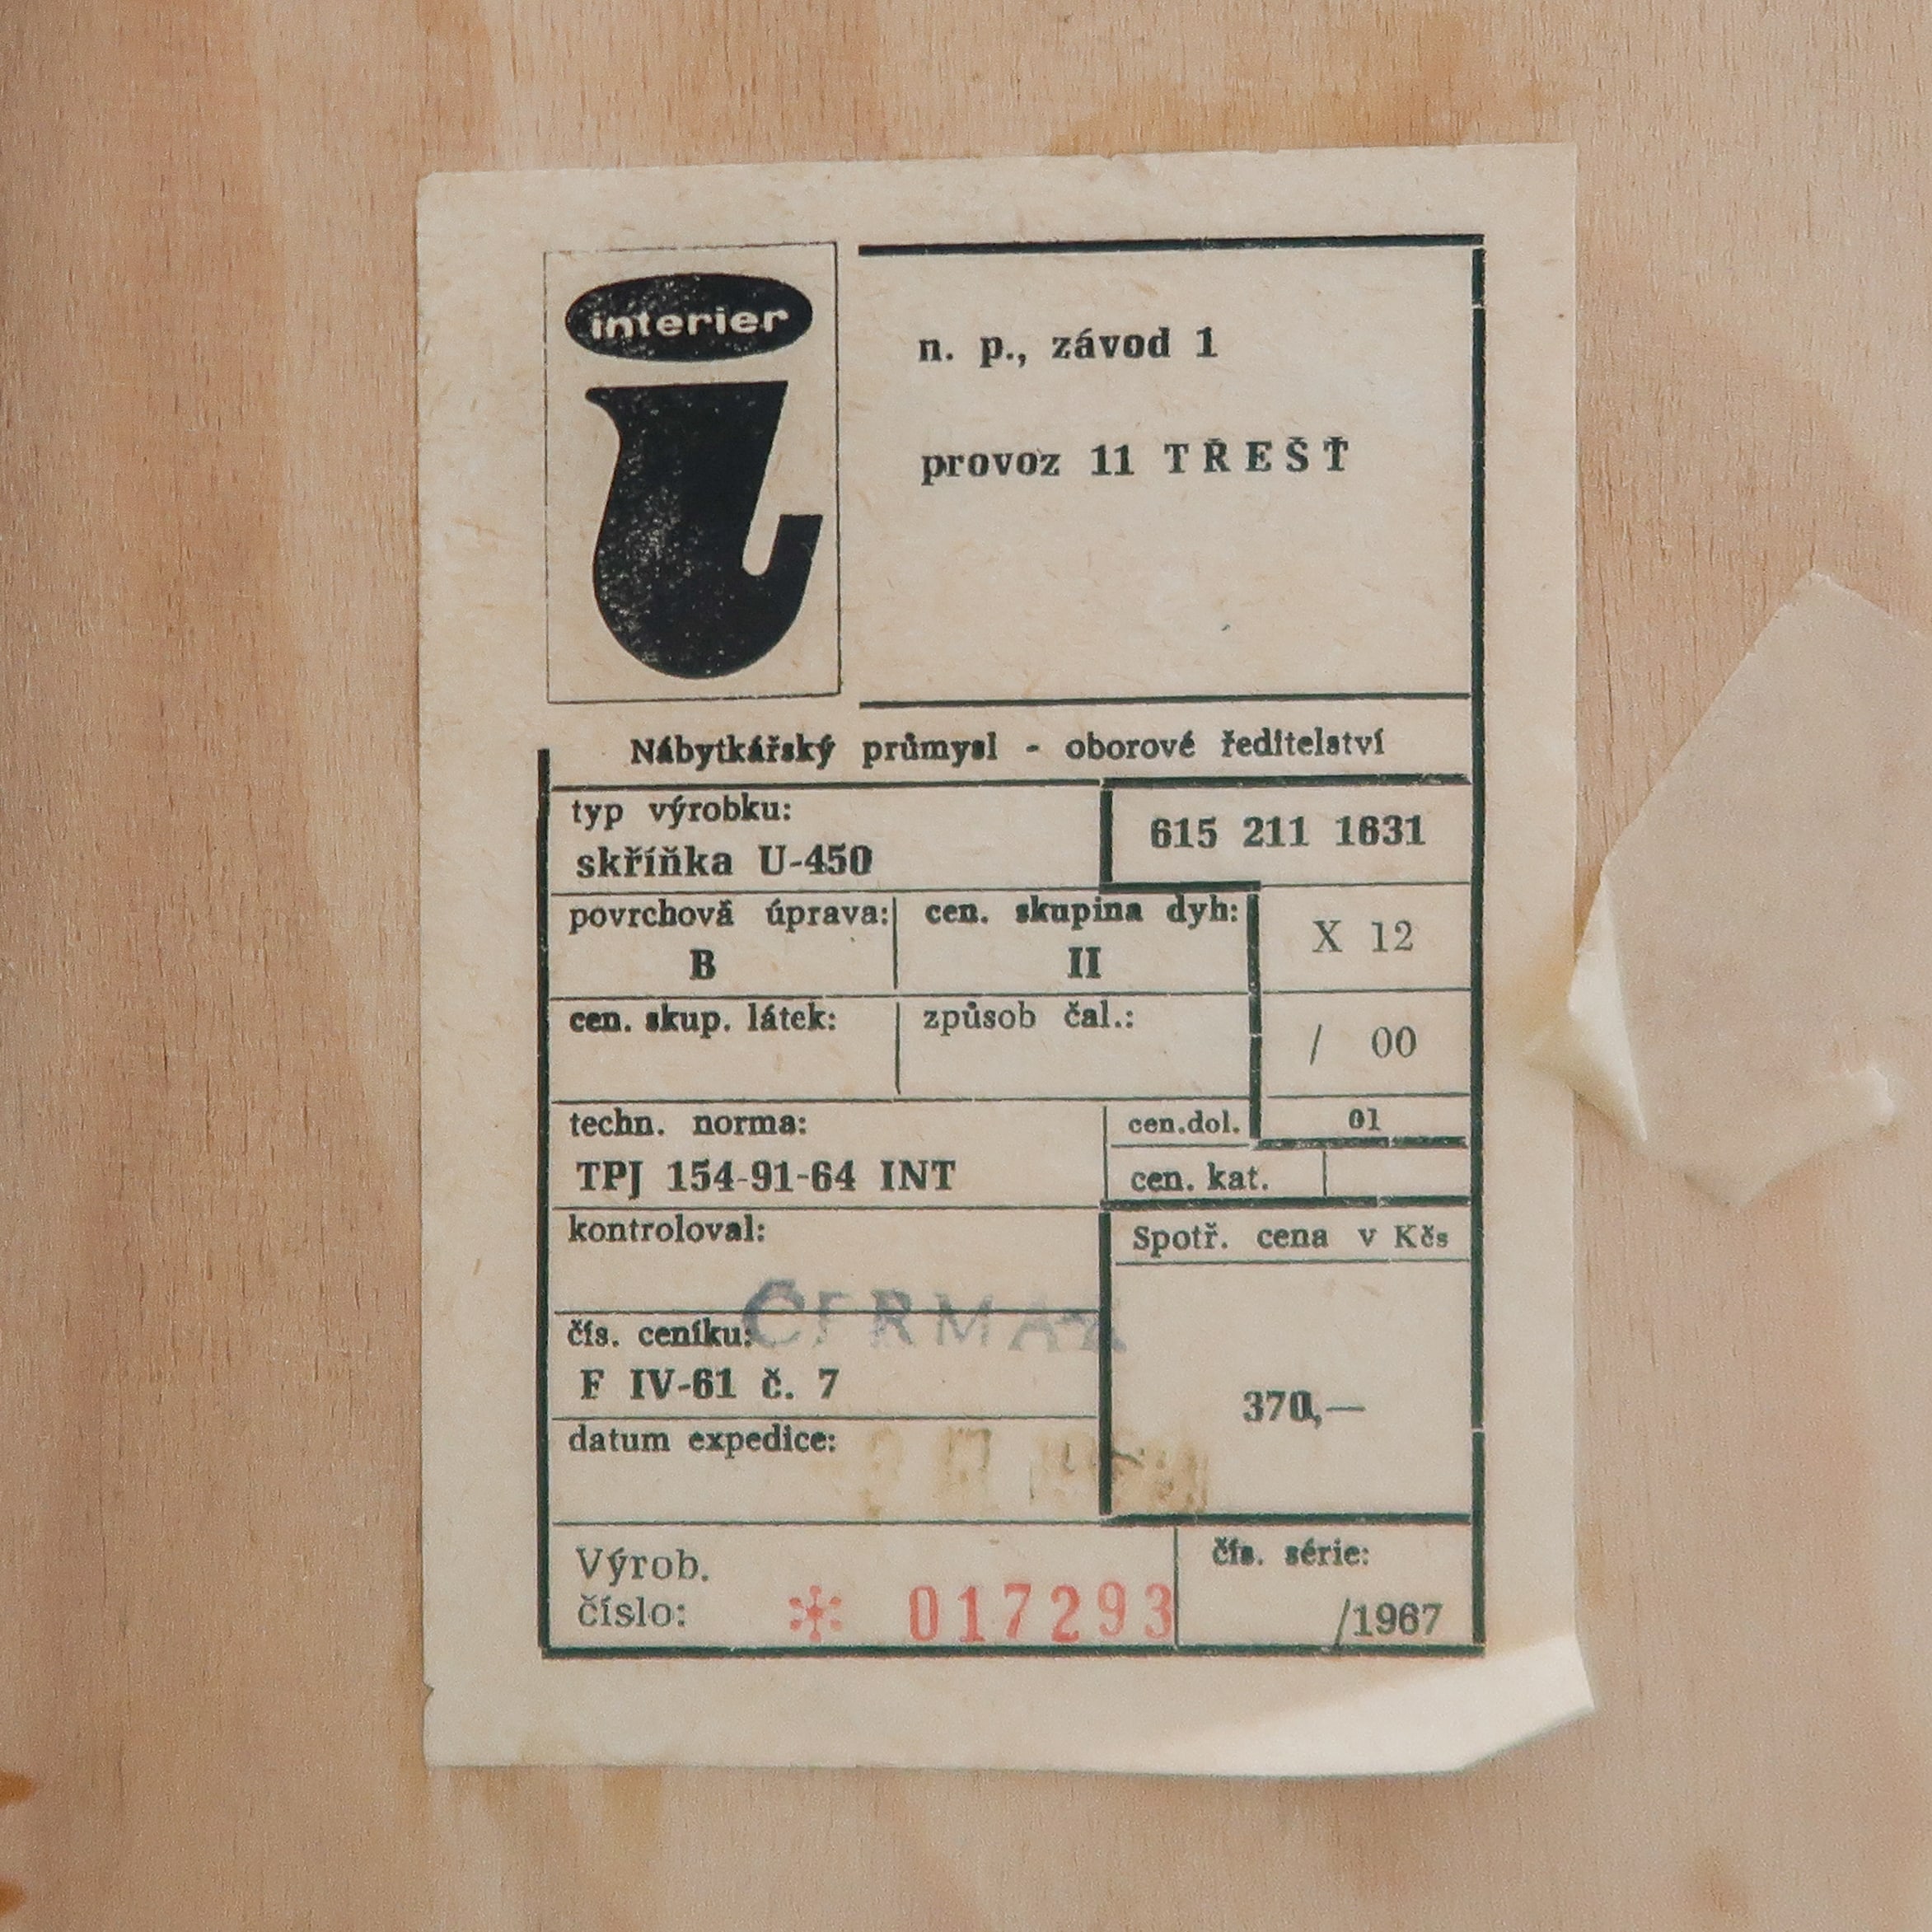 interier
n. p., závod 1
provoz 11 TŘEŠŤ
Nábytkářský průmysl - oborové ředitelství
typ výrobku:
skříňka U-450
615 211 1631
povrchová úprava:
B
cen. skupina dyh:
II
X 12
cen. skup. látek:
způsob čal.:
/ 00
techn. norma:
TPJ 154-91-64 INT
cen.dol.
01
cen. kat.
kontroloval:
Spotř. cena v Kčs
370,—
čís. ceníku:
F IV-61 č. 7
datum expedice:
Výrob.
číslo:
* 017293
čís. série:
/1967